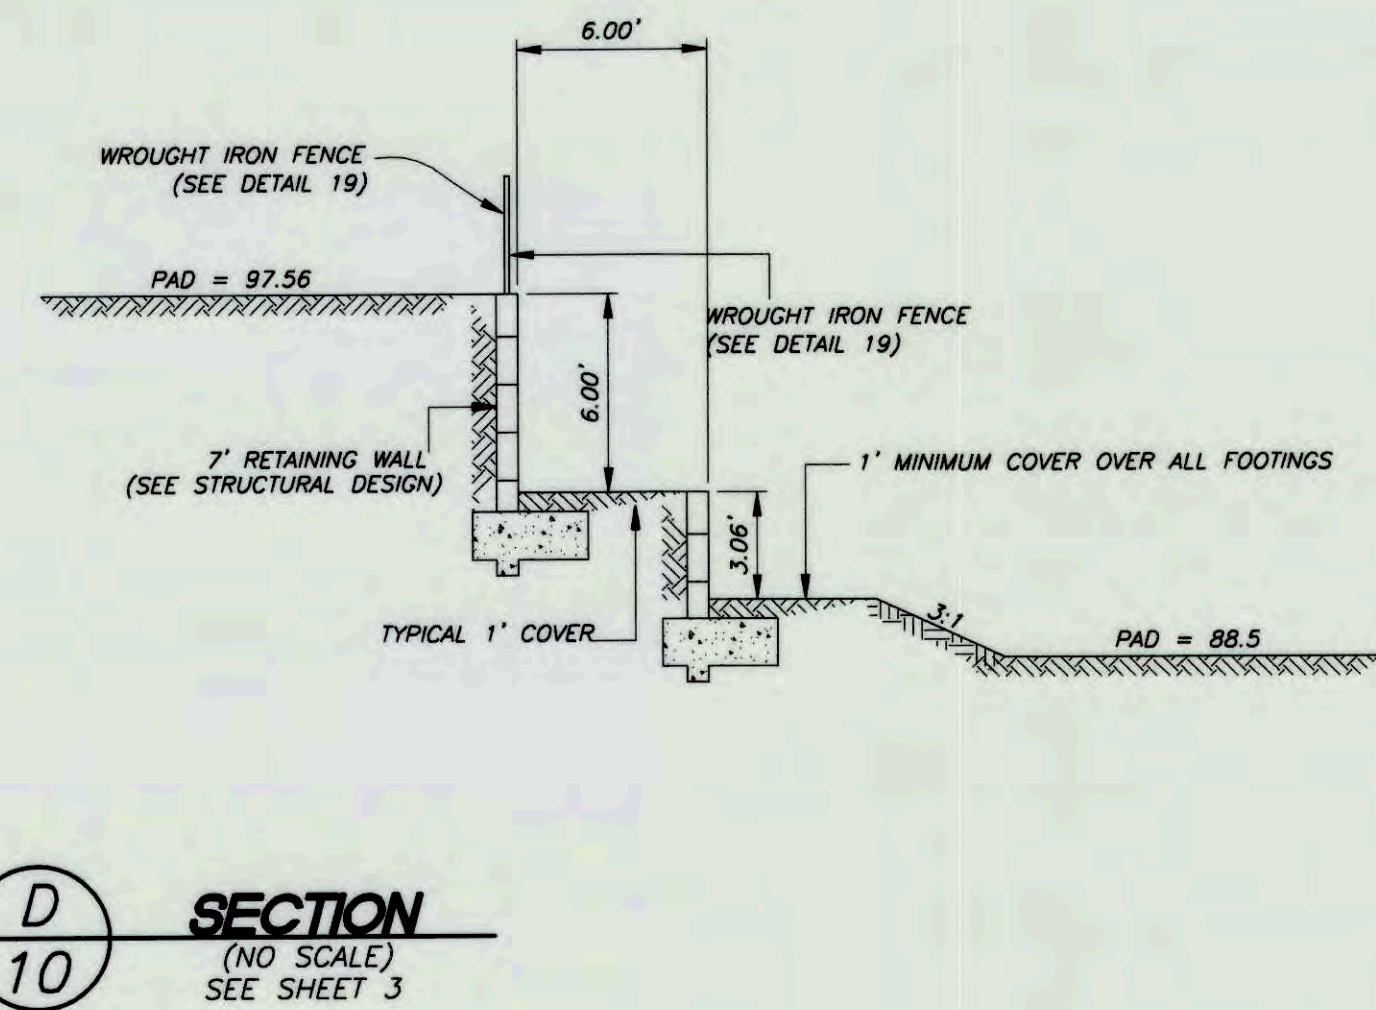 6.00'
WROUGHT IRON FENCE
(SEE DETAIL 19)
PAD = 97.56
WROUGHT IRON FENCE
(SEE DETAIL 19)
6.00'
7' RETAINING WALL
(SEE STRUCTURAL DESIGN)
1' MINIMUM COVER OVER ALL FOOTINGS
3.06'
TYPICAL 1' COVER
3:1
PAD = 88.5
D
10
SECTION
(NO SCALE)
SEE SHEET 3